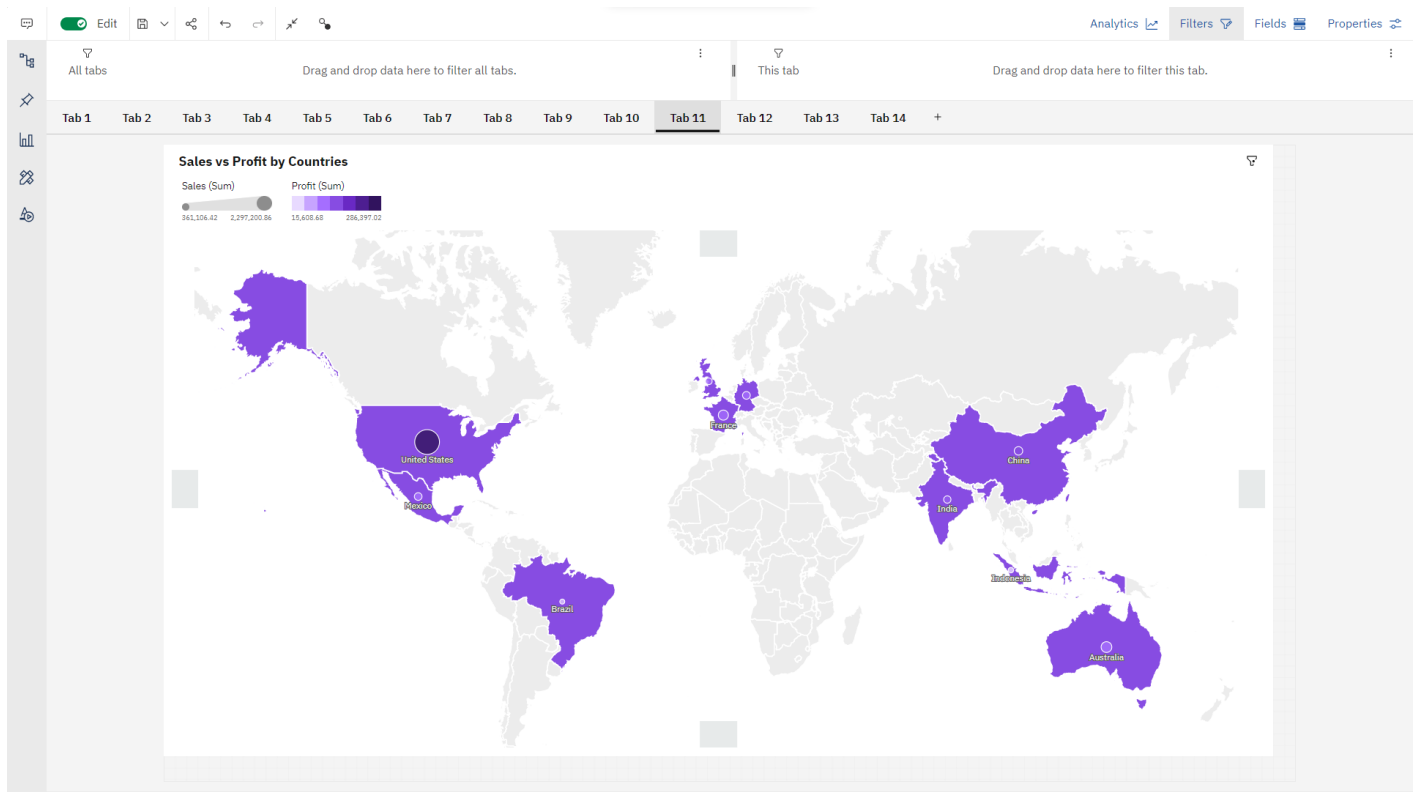 Edit
Analytics
Filters
Fields
Properties
All tabs
Drag and drop data here to filter all tabs.
This tab
Drag and drop data here to filter this tab.
Tab 1
Tab 2
Tab 3
Tab 4
Tab 5
Tab 6
Tab 7
Tab 8
Tab 9
Tab 10
Tab 11
Tab 12
Tab 13
Tab 14
+
Sales vs Profit by Countries
Sales (Sum)
361,106.42 2,297,200.86
Profit (Sum)
15,608.68 286,397.02
France
United States
China
Mexico
India
Indonesia
Brazil
Australia